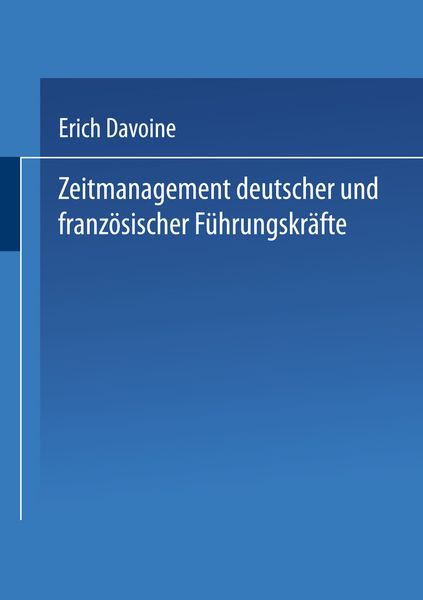 Erich Davoine
Zeitmanagement deutscher und
französischer Führungskräfte